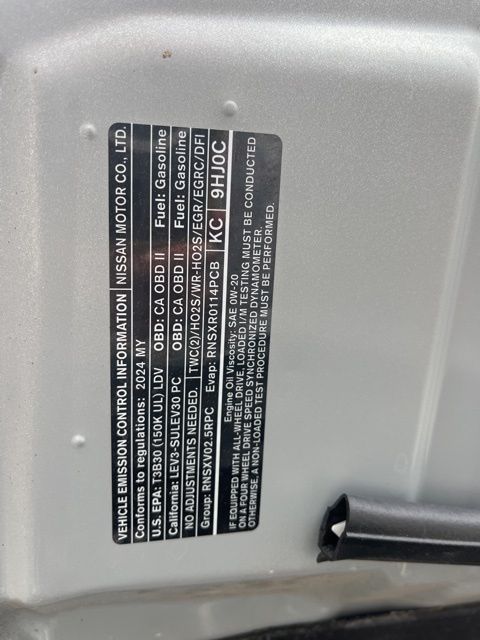 VEHICLE EMISSION CONTROL INFORMATION NISSAN MOTOR CO., LTD.
Conforms to regulations: 2024 MY
U.S. EPA: T3B30 (150K, UL) LDV OBD: CA OBD II Fuel: Gasoline
California: LEV3-SULEV30 PC OBD: CA OBD II Fuel: Gasoline
NO ADJUSTMENTS NEEDED. TWC(2)/HO2S/WR-HO2S/EGR/EGRC/DFI
Group: RNSXV02.5RPC Evap: RNSXR0114PCB KC 9HJ0C
Engine Oil Viscosity: SAE 0W-20
IF EQUIPPED WITH ALL-WHEEL DRIVE, LOADED I/M TESTING MUST BE CONDUCTED
ON A FOUR WHEEL DRIVE SPEED SYNCHRONIZED DYNAMOMETER.
OTHERWISE, A NON-LOADED TEST PROCEDURE MUST BE PERFORMED.